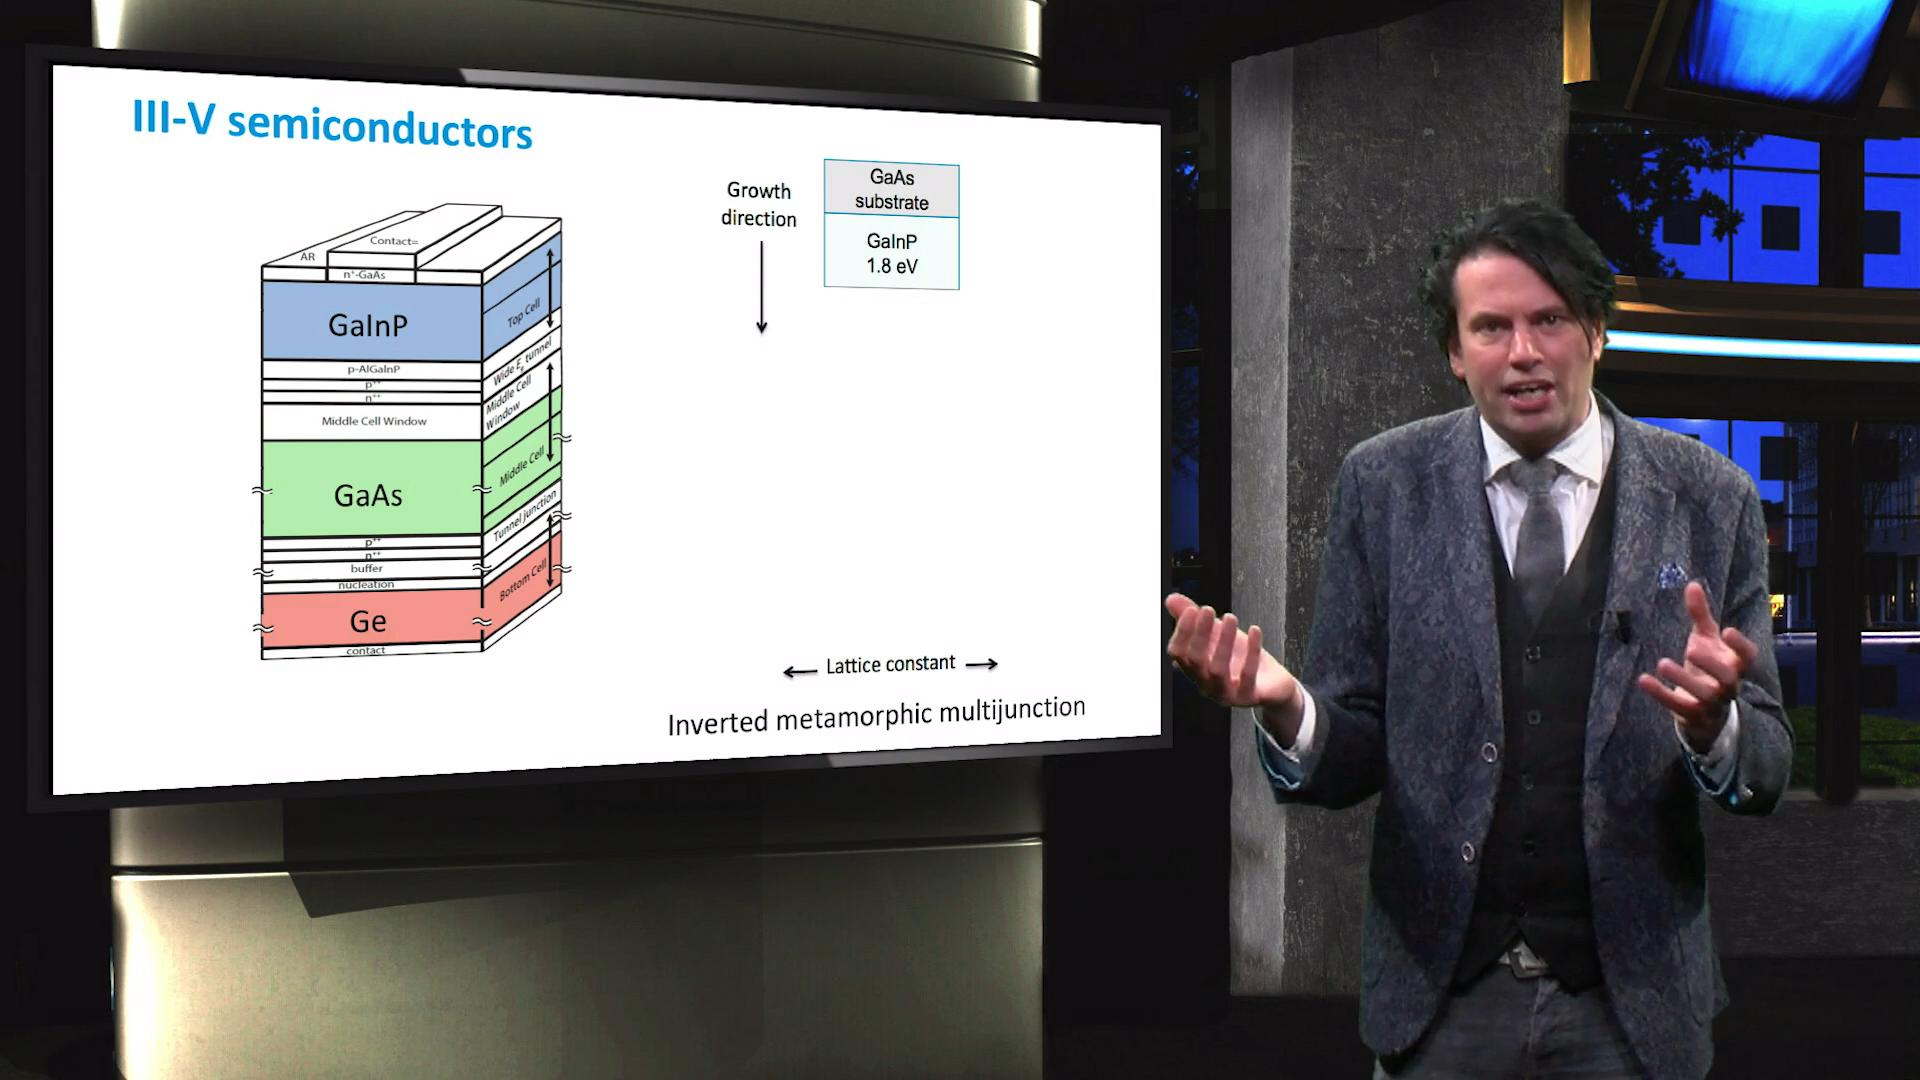 III-V semiconductors
Contact=
AR
n⁺-GaAs
GaInP
p-AlGaInP
p⁺⁺
n⁺⁺
Middle Cell Window
GaAs
p⁺⁺
n⁺⁺
buffer
nucleation
Ge
contact
Top Cell
Wide Eg tunnel
Middle Cell
Window
Middle Cell
Tunnel junction
Bottom Cell
Growth
direction
GaAs
substrate
GaInP
1.8 eV
Lattice constant
Inverted metamorphic multijunction